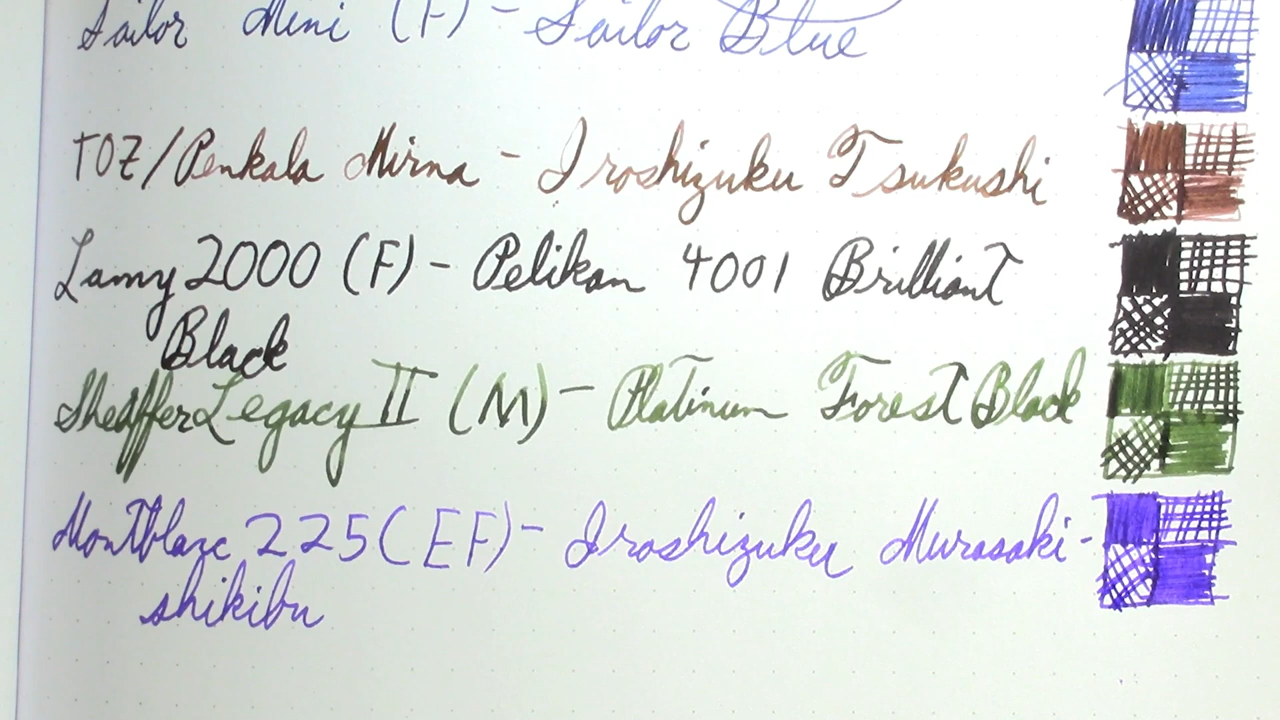 Sailor Mini (F) - Sailor Blue
TOZ/Penkala Mirna - Iroshizuku Tsukushi
Lamy 2000 (F) - Pelikan 4001 Brilliant
Black
Sheaffer Legacy II (M) - Platinum Forest Black
Montblanc 225 (EF) - Iroshizuku Murasaki-
shikibu